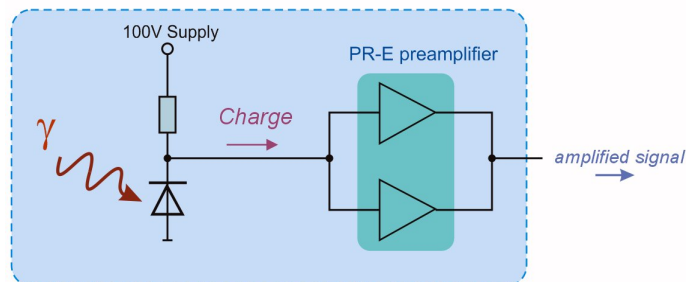 100V Supply
PR-E preamplifier
Charge
γ
amplified signal